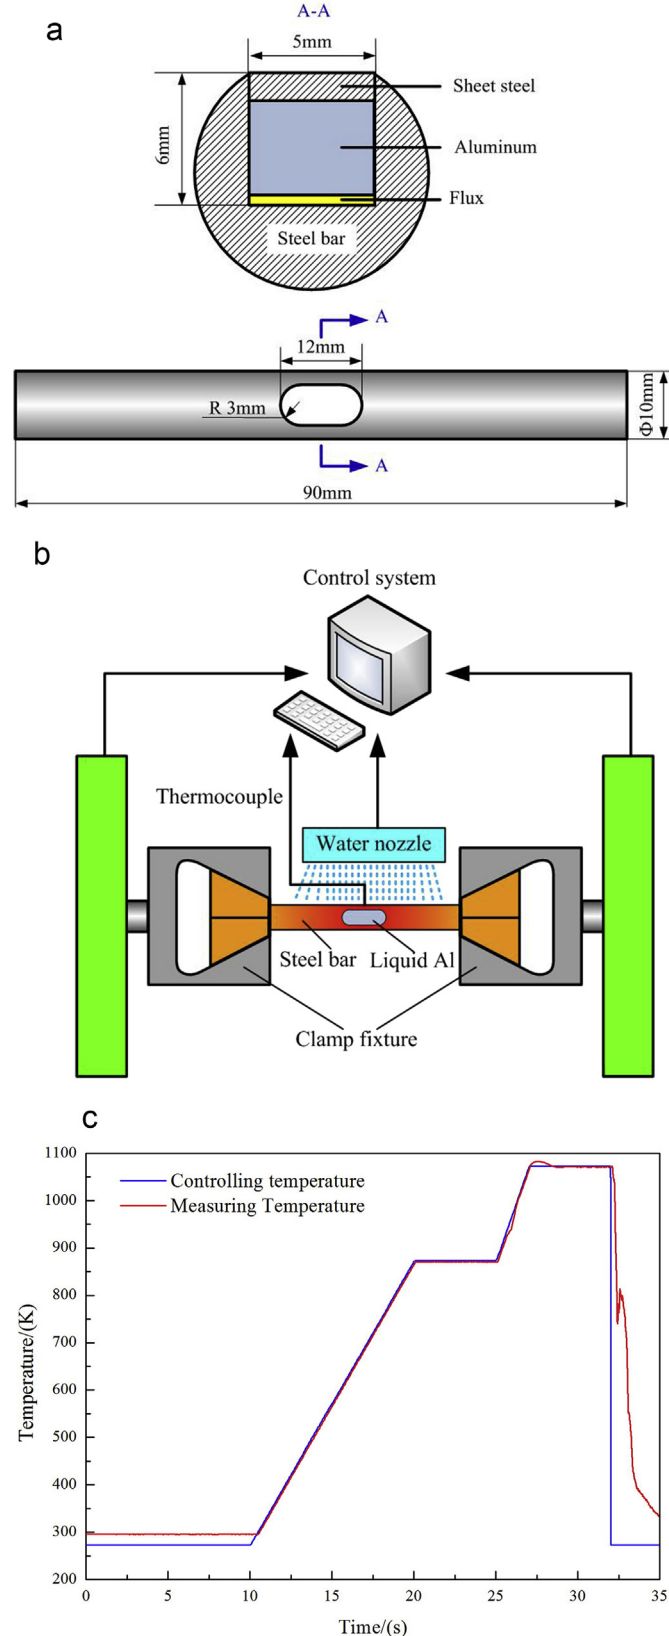 a
A-A
5mm
Sheet steel
6mm
Aluminum
Flux
Steel bar
A
12mm
R 3mm
Φ10mm
A
90mm
b
Control system
Thermocouple
Water nozzle
Steel bar
Liquid Al
Clamp fixture
c
1100
Controlling temperature
1000
Measuring Temperature
900
800
700
600
500
400
300
200
Temperature/(K)
0 5 10 15 20 25 30 35
Time/(s)